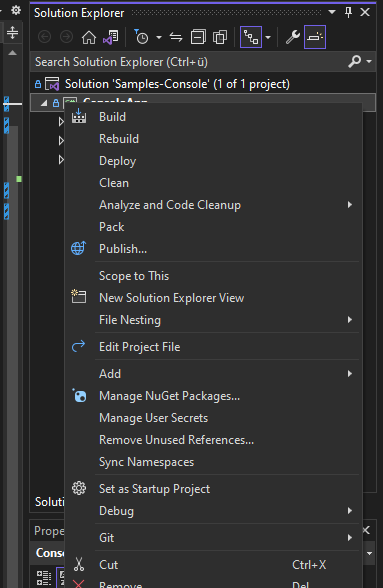 Solution Explorer
Search Solution Explorer (Ctrl+ü)
Solution 'Samples-Console' (1 of 1 project)
ConsoleApp
Build
Rebuild
Deploy
Clean
Analyze and Code Cleanup
Pack
Publish...
Scope to This
New Solution Explorer View
File Nesting
Edit Project File
Add
Manage NuGet Packages...
Manage User Secrets
Remove Unused References...
Sync Namespaces
Set as Startup Project
Debug
Git
Solutio
Prope
Conso
Cut Ctrl+X
Remove Del